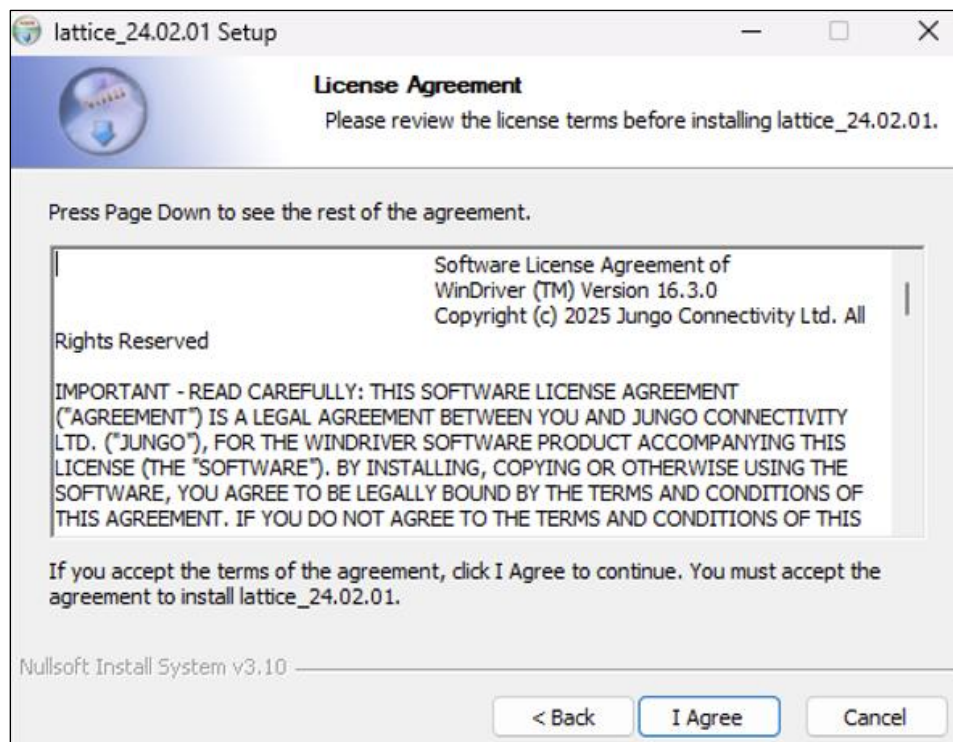 lattice_24.02.01 Setup
License Agreement
Please review the license terms before installing lattice_24.02.01.
Press Page Down to see the rest of the agreement.
Software License Agreement of
WinDriver (TM) Version 16.3.0
Copyright (c) 2025 Jungo Connectivity Ltd. All
Rights Reserved
IMPORTANT - READ CAREFULLY: THIS SOFTWARE LICENSE AGREEMENT
("AGREEMENT") IS A LEGAL AGREEMENT BETWEEN YOU AND JUNGO CONNECTIVITY
LTD. ("JUNGO"), FOR THE WINDRIVER SOFTWARE PRODUCT ACCOMPANYING THIS
LICENSE (THE "SOFTWARE"). BY INSTALLING, COPYING OR OTHERWISE USING THE
SOFTWARE, YOU AGREE TO BE LEGALLY BOUND BY THE TERMS AND CONDITIONS OF
THIS AGREEMENT. IF YOU DO NOT AGREE TO THE TERMS AND CONDITIONS OF THIS
If you accept the terms of the agreement, click I Agree to continue. You must accept the
agreement to install lattice_24.02.01.
Nullsoft Install System v3.10
< Back
I Agree
Cancel